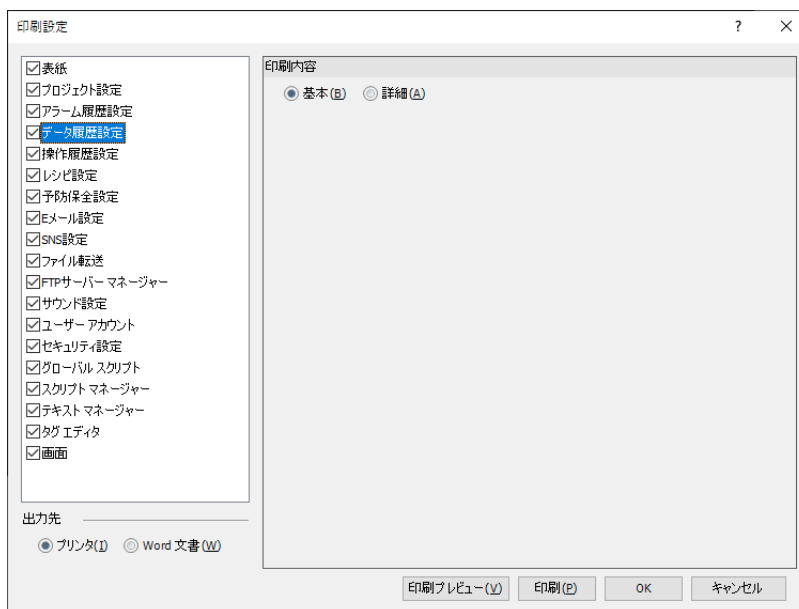 印刷設定
表紙
プロジェクト設定
アラーム履歴設定
データ履歴設定
操作履歴設定
レシピ設定
予防保全設定
Eメール設定
SNS設定
ファイル転送
FTPサーバー マネージャー
サウンド設定
ユーザー アカウント
セキュリティ設定
グローバル スクリプト
スクリプト マネージャー
テキスト マネージャー
タグ エディタ
画面
出力先
プリンタ(I) Word 文書(W)
印刷内容
基本(B) 詳細(A)
印刷プレビュー(V) 印刷(P) OK キャンセル